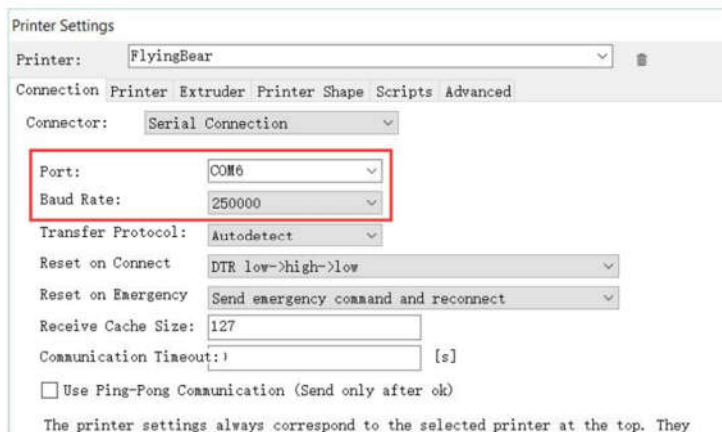 Printer Settings
Printer: FlyingBear
Connection Printer Extruder Printer Shape Scripts Advanced
Connector: Serial Connection
Port: COM6
Baud Rate: 250000
Transfer Protocol: Autodetect
Reset on Connect DTR low->high->low
Reset on Emergency Send emergency command and reconnect
Receive Cache Size: 127
Communication Timeout: [s]
Use Ping-Pong Communication (Send only after ok)
The printer settings always correspond to the selected printer at the top. They